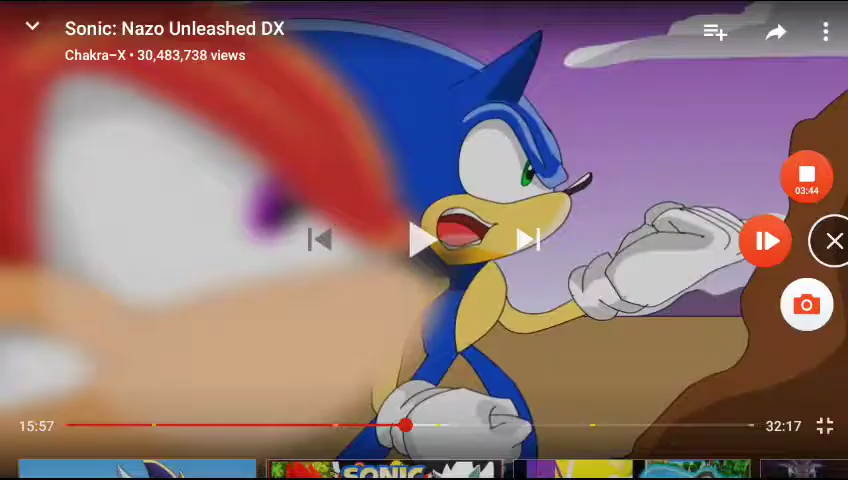 Sonic: Nazo Unleashed DX
Chakra-X • 30,483,738 views
03:44
15:57
32:17
SONIC